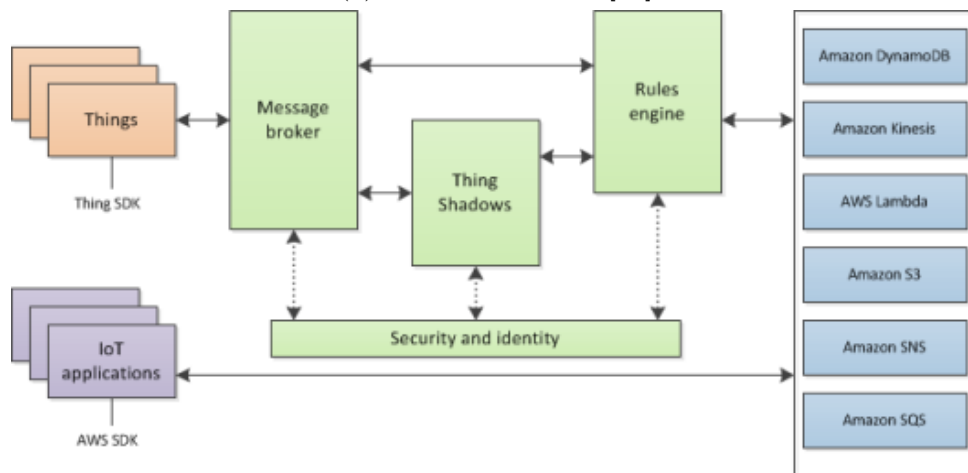 Things
Thing SDK
Message
broker
Thing
Shadows
Rules
engine
Security and identity
IoT
applications
AWS SDK
Amazon DynamoDB
Amazon Kinesis
AWS Lambda
Amazon S3
Amazon SNS
Amazon SQS